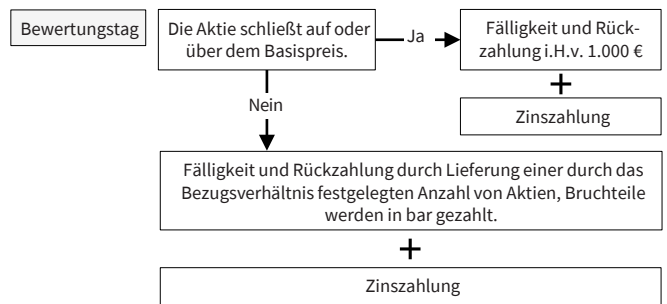 Bewertungstag
Die Aktie schließt auf oder
über dem Basispreis.
Ja
Fälligkeit und Rück-
zahlung i.H.v. 1.000 €
+
Zinszahlung
Nein
Fälligkeit und Rückzahlung durch Lieferung einer durch das
Bezugsverhältnis festgelegten Anzahl von Aktien, Bruchteile
werden in bar gezahlt.
+
Zinszahlung